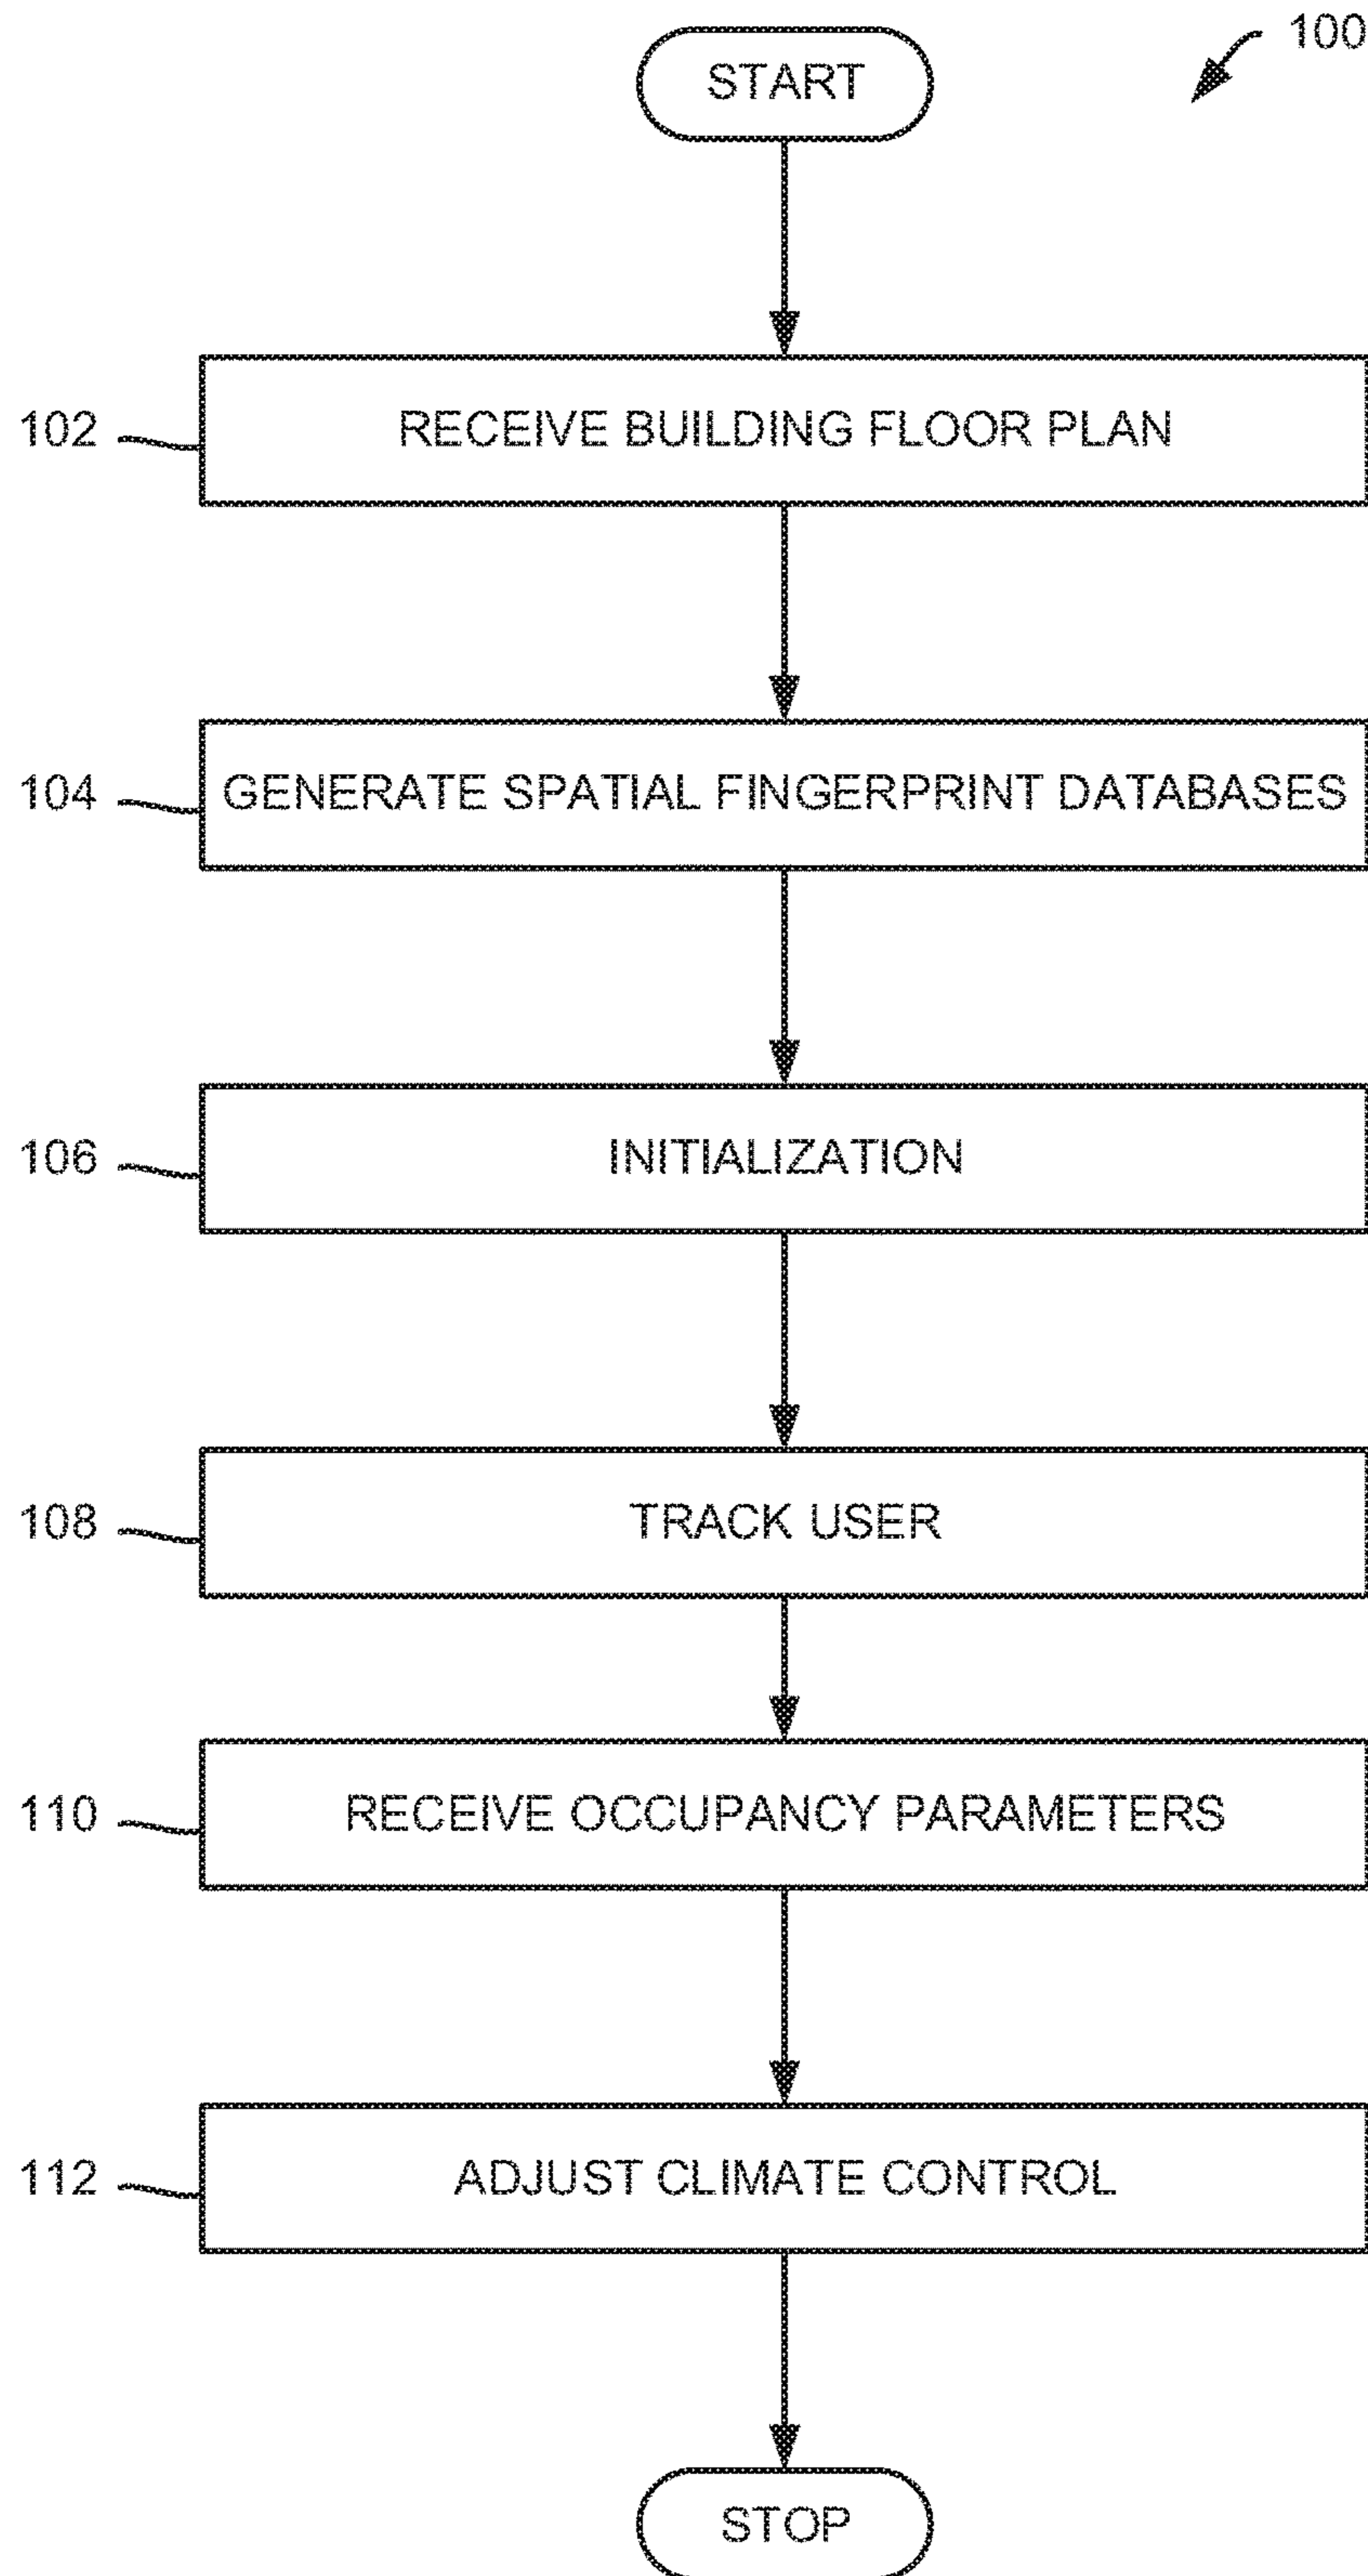 100
START
102 RECEIVE BUILDING FLOOR PLAN
104 GENERATE SPATIAL FINGERPRINT DATABASES
106 INITIALIZATION
108 TRACK USER
110 RECEIVE OCCUPANCY PARAMETERS
112 ADJUST CLIMATE CONTROL
STOP